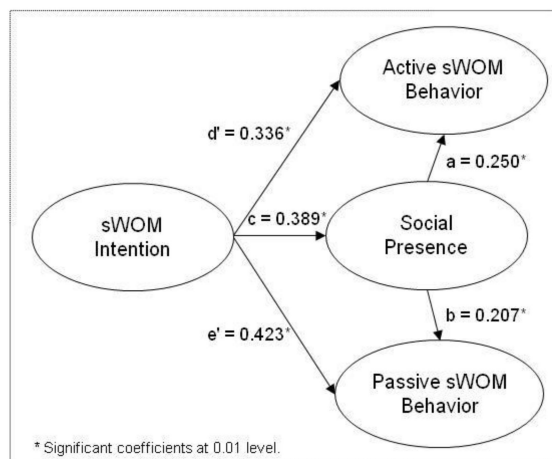 Active sWOM
Behavior
d' = 0.336*
a = 0.250*
sWOM
Intention
c = 0.389*
Social
Presence
b = 0.207*
e' = 0.423*
Passive sWOM
Behavior
* Significant coefficients at 0.01 level.